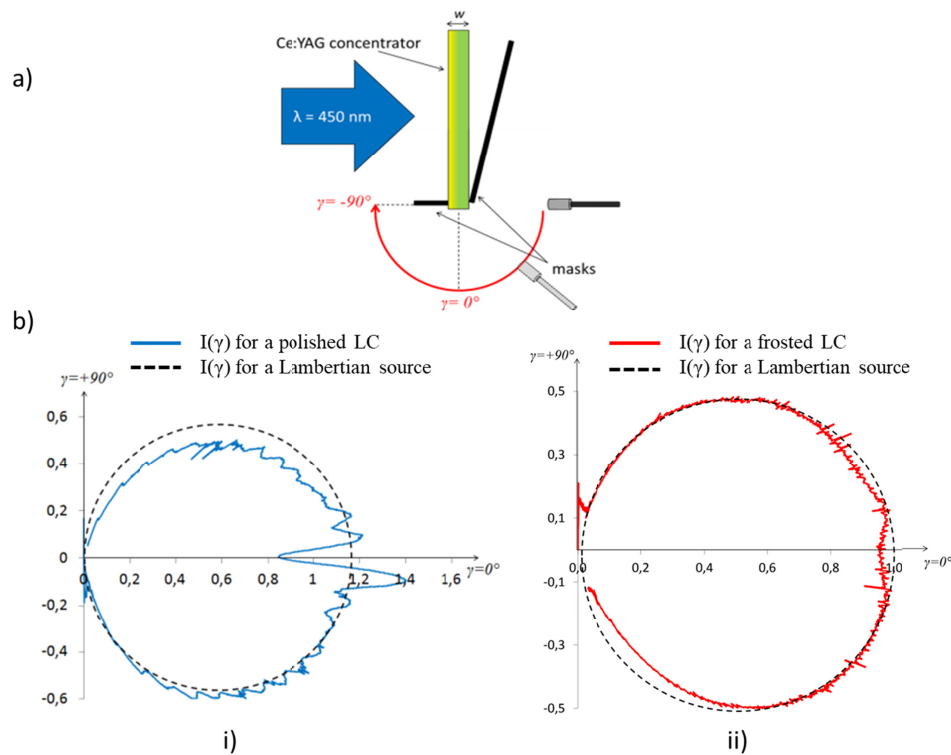 a)
w
Ce:YAG concentrator
λ = 450 nm
γ= -90°
masks
γ= 0°
b)
I(γ) for a polished LC
I(γ) for a Lambertian source
γ=+90°
0,6
0,4
0,2
0
-0,2
-0,4
-0,6
0 0,2 0,4 0,6 0,8 1 1,2 1,4 1,6
γ=0°
i)
I(γ) for a frosted LC
I(γ) for a Lambertian source
γ=+90°
0,5
0,3
0,1
-0,1
-0,3
-0,5
0,0 0,2 0,4 0,6 0,8 1,0
γ=0°
ii)